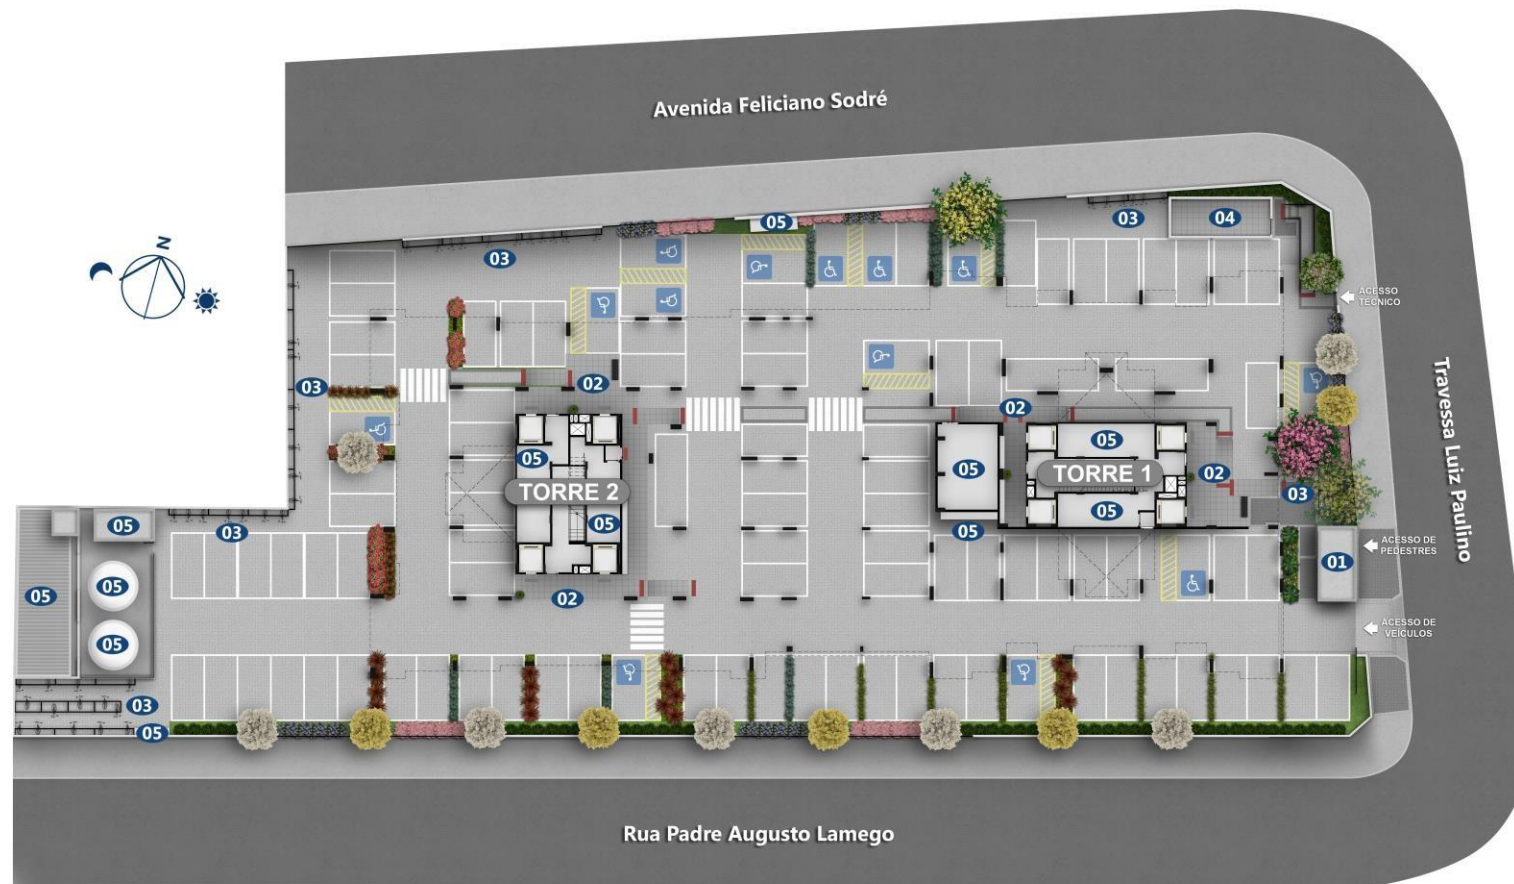 Avenida Feliciano Sodré
05
03
04
03
N
ACESSO
TÉCNICO
03
02
02
05
05
05
02
TORRE 2
TORRE 1
03
05
05
05
03
05
ACESSO DE
PEDESTRES
01
05
05
02
ACESSO DE
VEÍCULOS
05
03
05
Travessa Luiz Paulino
Rua Padre Augusto Lamego